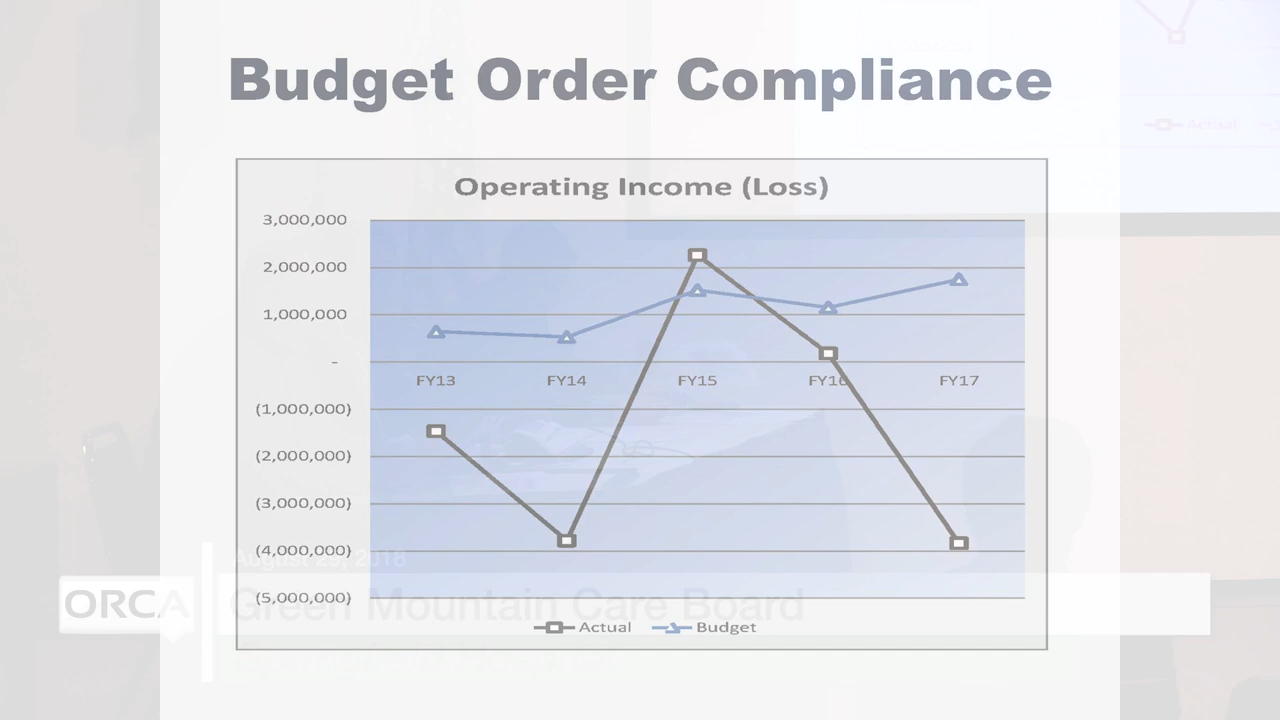 Budget Order Compliance
Operating Income (Loss)
3,000,000
2,000,000
1,000,000
-
FY13 FY14 FY15 FY16 FY17
(1,000,000)
(2,000,000)
(3,000,000)
(4,000,000)
(5,000,000)
Actual Budget
Actual
August 29, 2018
ORCA
Green Mountain Care Board